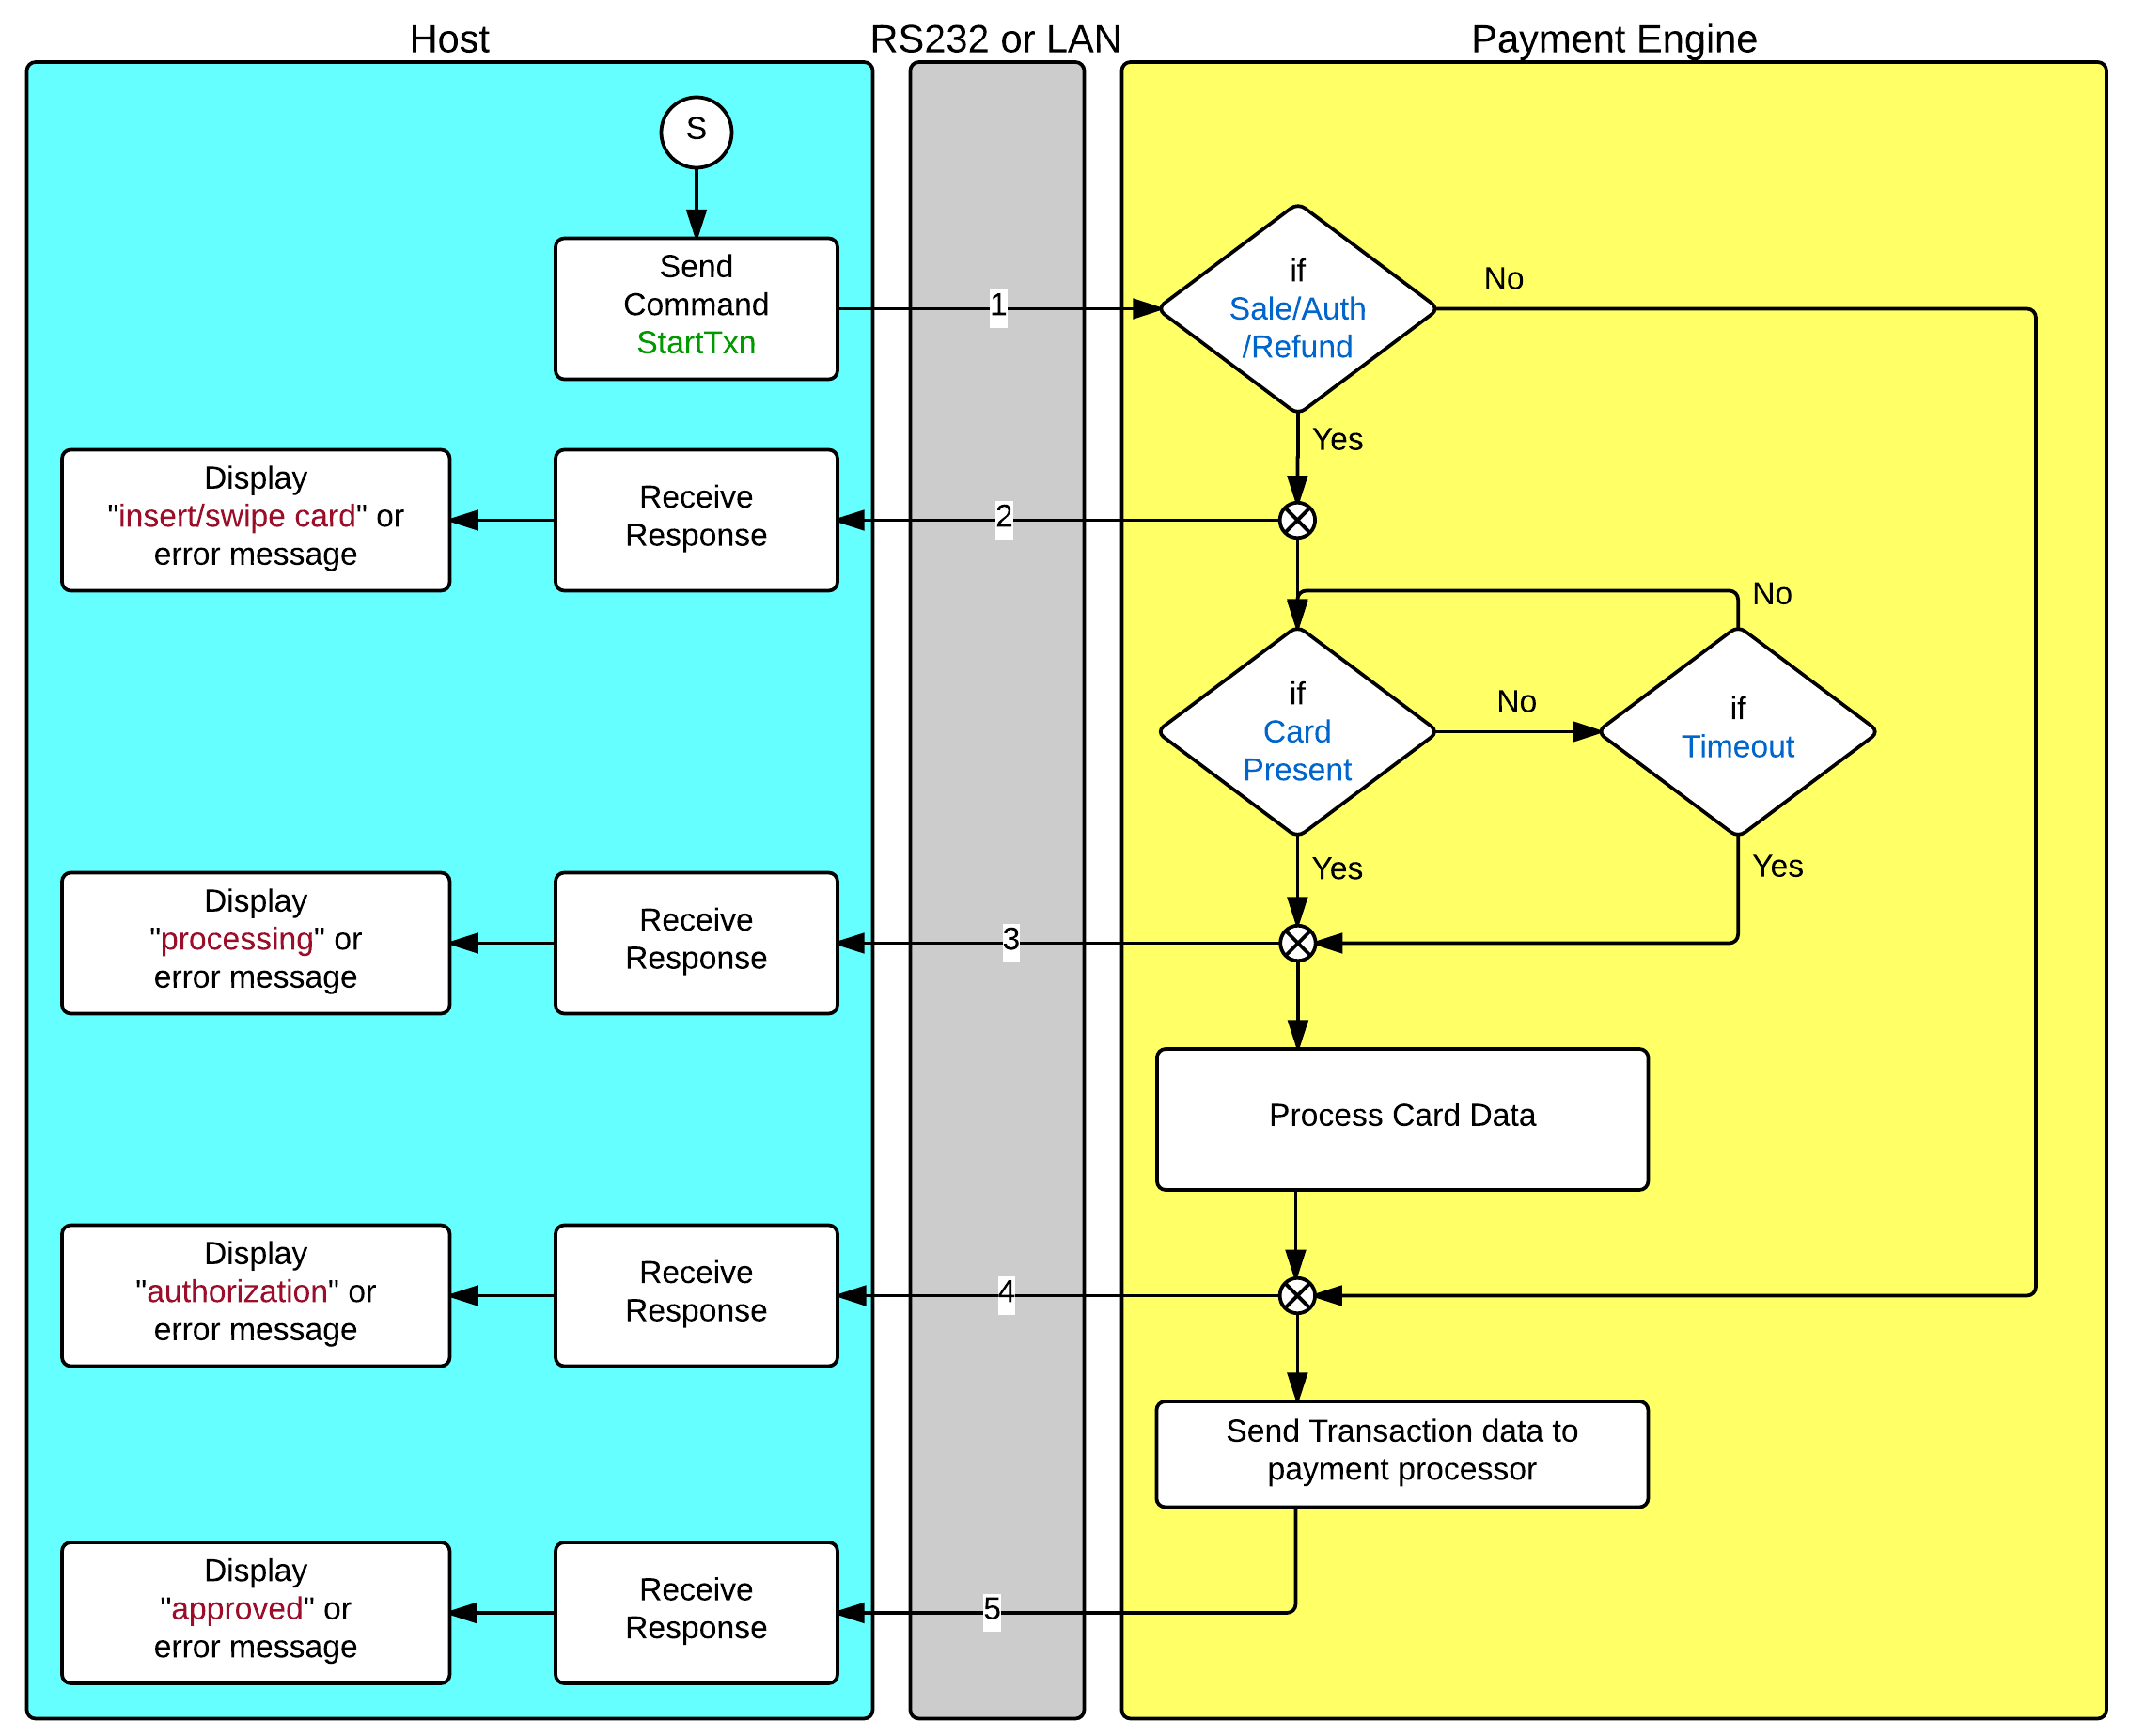 Host
RS232 or LAN
Payment Engine
S
Send
Command
StartTxn
1
if
Sale/Auth
/Refund
No
Yes
Display
"insert/swipe card" or
error message
Receive
Response
2
No
if
Card
Present
No
if
Timeout
Yes
Yes
Display
"processing" or
error message
Receive
Response
3
Process Card Data
Display
"authorization" or
error message
Receive
Response
4
Send Transaction data to
payment processor
Display
"approved" or
error message
Receive
Response
5